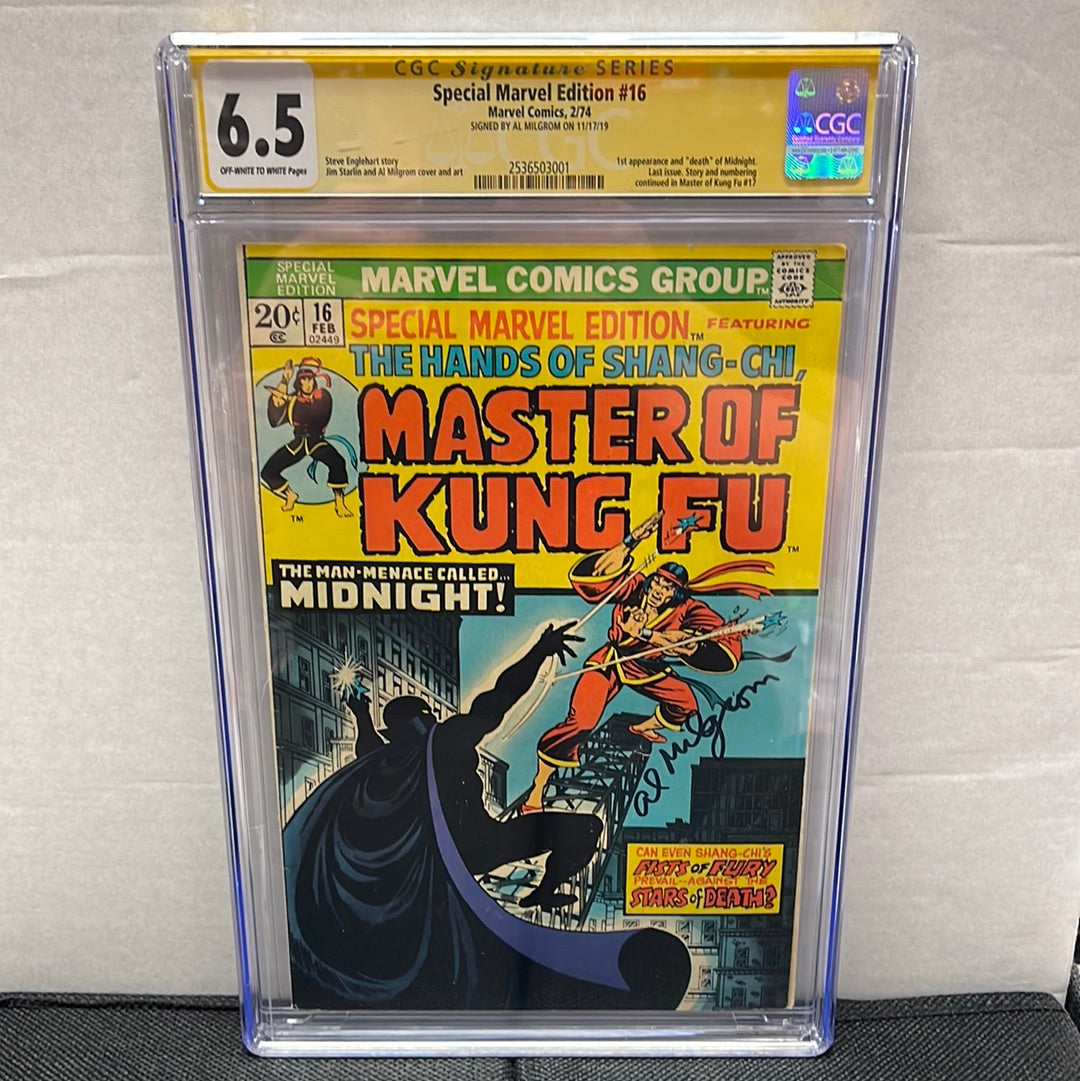 CGC Signature SERIES
Special Marvel Edition #16
Marvel Comics, 2/74
SIGNED BY AL MILGROM ON 11/17/19
6.5
OFF-WHITE TO WHITE Pages
Steve Englehart story
Jim Starlin and Al Milgrom cover and art
2536503001
1st appearance and "death" of Midnight.
Last issue. Story and numbering
continued in Master of Kung Fu #17
CGC
SPECIAL
MARVEL
EDITION
MARVEL COMICS GROUP TM
APPROVED
BY THE
COMICS
CODE
AUTHORITY
20¢
CC
16
FEB
02449
SPECIAL MARVEL EDITION TM FEATURING
THE HANDS OF SHANG-CHI,
MASTER OF
KUNG FU TM
TM
THE MAN-MENACE CALLED...
MIDNIGHT!
al Milgrom
CAN EVEN SHANG-CHI'S
FISTS of FURY
PREVAIL--AGAINST THE
STARS of DEATH?